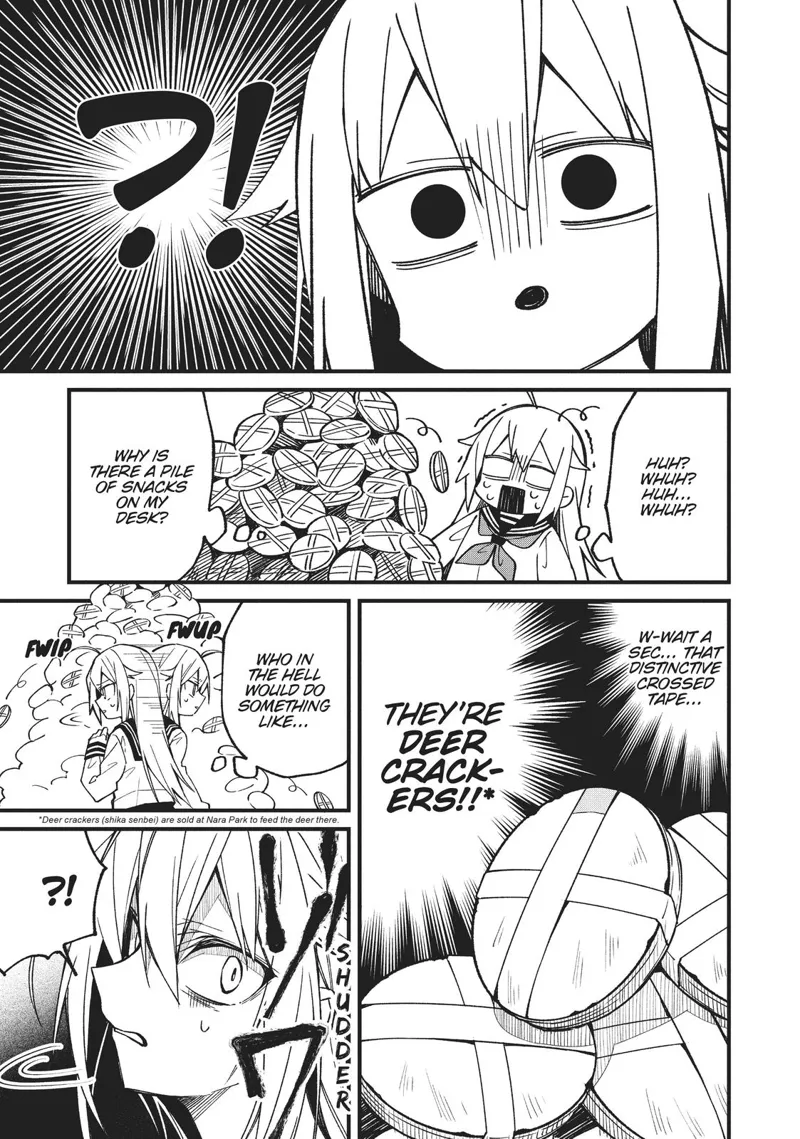 ?!
HUH?
WHUH?
HUH...
WHUH?
WHY IS
THERE A PILE
OF SNACKS
ON MY
DESK?
W-WAIT A
SEC... THAT
DISTINCTIVE
CROSSED
TAPE...
THEY'RE
DEER
CRACK-
ERS!!*
FWUP
FWIP
WHO IN
THE HELL
WOULD DO
SOMETHING
LIKE...
*Deer crackers (shika senbei) are sold at Nara Park to feed the deer there.
?!
ゾワ
SHUDDER